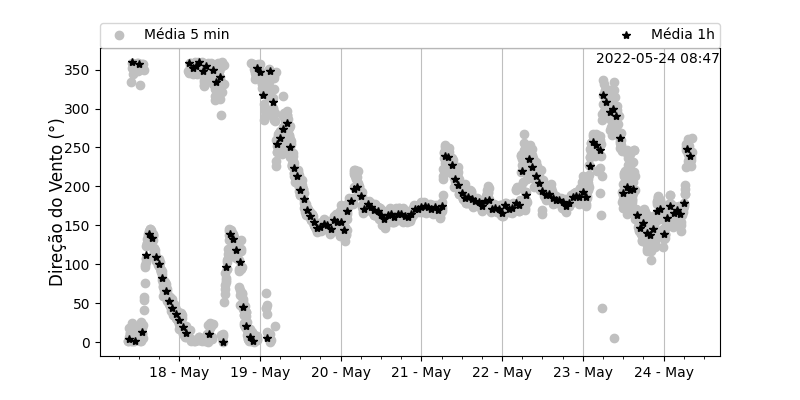 Média 5 min
Média 1h
2022-05-24 08:47
Direção do Vento (°)
350
300
250
200
150
100
50
0
18 - May
19 - May
20 - May
21 - May
22 - May
23 - May
24 - May